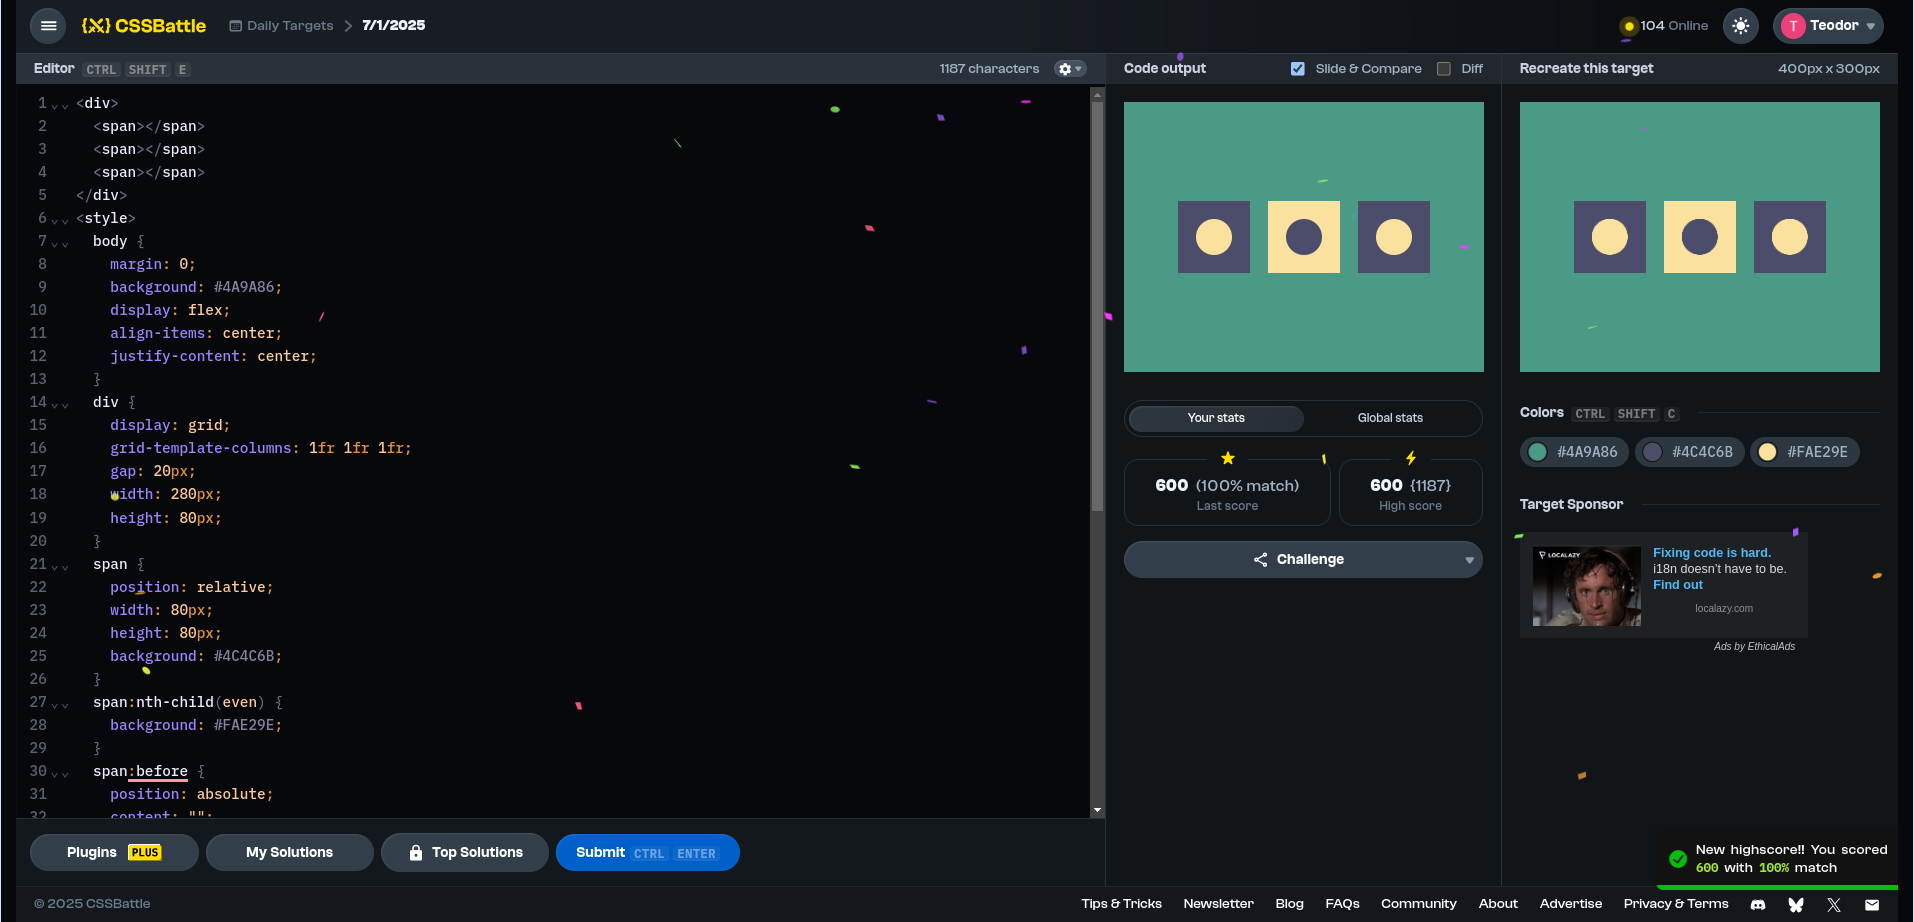 CSSBattle
Daily Targets
7/1/2025
104 Online
T
Teodor
Editor CTRL SHIFT E
1187 characters
Code output
Slide & Compare
Diff
Recreate this target
400px x 300px
1 <div>
2 <span></span>
3 <span></span>
4 <span></span>
5 </div>
6 <style>
7 body {
8 margin: 0;
9 background: #4A9A86;
10 display: flex;
11 align-items: center;
12 justify-content: center;
13 }
14 div {
15 display: grid;
16 grid-template-columns: 1fr 1fr 1fr;
17 gap: 20px;
18 width: 280px;
19 height: 80px;
20 }
21 span {
22 position: relative;
23 width: 80px;
24 height: 80px;
25 background: #4C4C6B;
26 }
27 span:nth-child(even) {
28 background: #FAE29E;
29 }
30 span:before {
31 position: absolute;
32 content: "";
Your stats
Global stats
600 (100% match)
Last score
600 {1187}
High score
Challenge
Colors CTRL SHIFT C
#4A9A86
#4C4C6B
#FAE29E
Target Sponsor
LOCALAZY
Fixing code is hard.
i18n doesn't have to be.
Find out
localazy.com
Ads by EthicalAds
Plugins PLUS
My Solutions
Top Solutions
Submit CTRL ENTER
New highscore!! You scored
600 with 100% match
© 2025 CSSBattle
Tips & Tricks
Newsletter
Blog
FAQs
Community
About
Advertise
Privacy & Terms